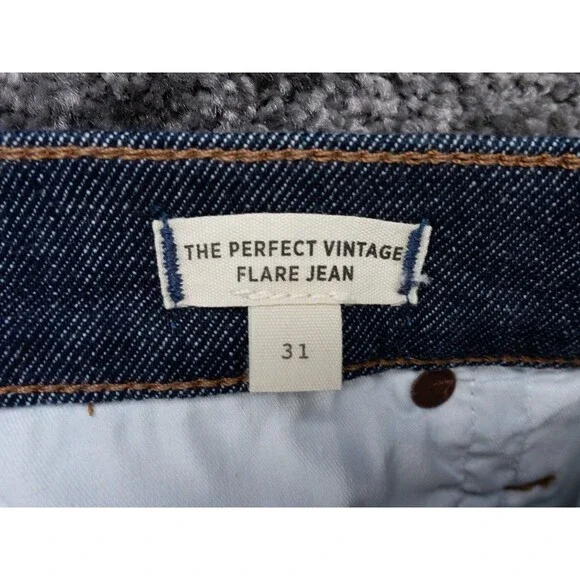 THE PERFECT VINTAGE
FLARE JEAN
31